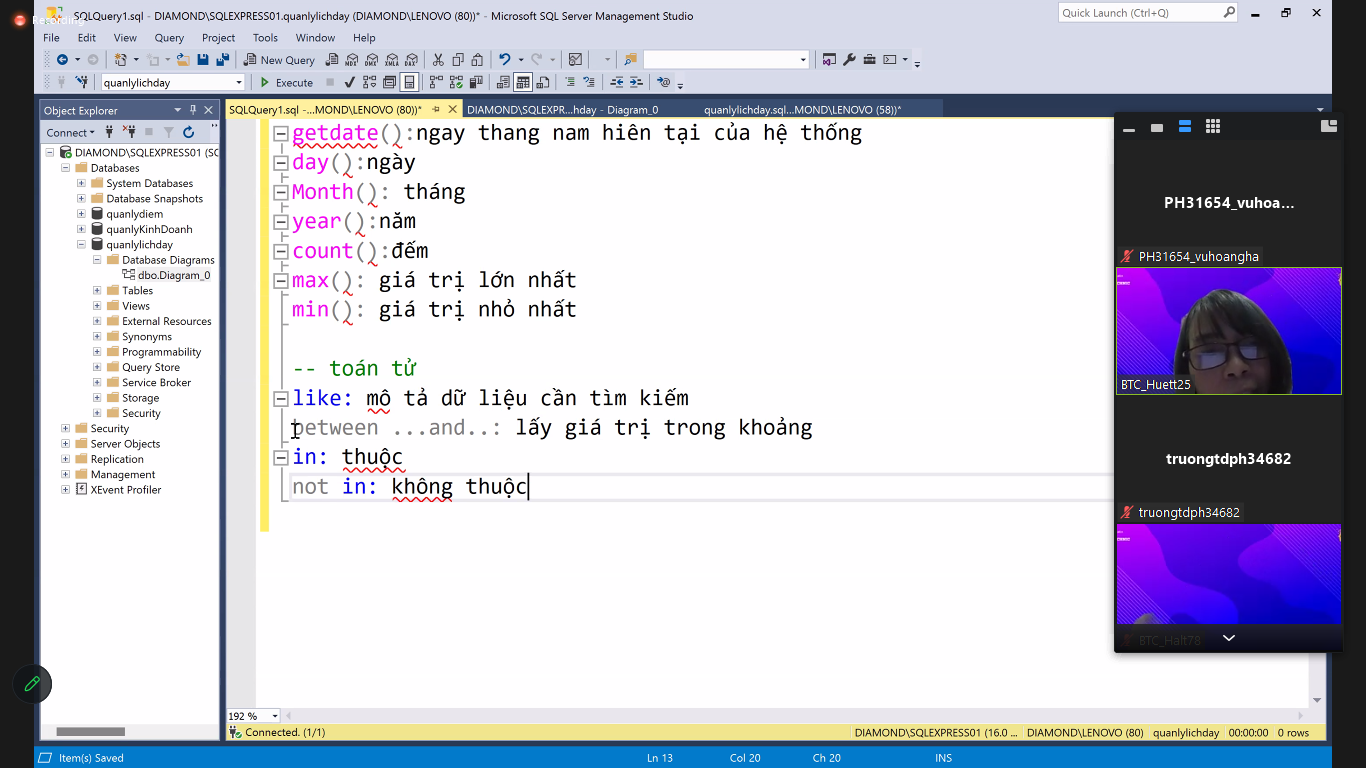 Recording
SQLQuery1.sql - DIAMOND\SQLEXPRESS01.quanlylichday (DIAMOND\LENOVO (80))* - Microsoft SQL Server Management Studio
Quick Launch (Ctrl+Q)
File Edit View Query Project Tools Window Help
New Query
MDX DMX XMLA DAX
quanlylichday
Execute
Object Explorer
SQLQuery1.sql -...MOND\LENOVO (80))*
DIAMOND\SQLEXPR...hday - Diagram_0
quanlylichday.sql...MOND\LENOVO (58))*
Connect
DIAMOND\SQLEXPRESS01 (SC
Databases
System Databases
Database Snapshots
quanlydiem
quanlyKinhDoanh
quanlylichday
Database Diagrams
dbo.Diagram_0
Tables
Views
External Resources
Synonyms
Programmability
Query Store
Service Broker
Storage
Security
Security
Server Objects
Replication
Management
XEvent Profiler
getdate():ngay thang nam hiên tại của hệ thống
day():ngày
Month(): tháng
year():năm
count():đếm
max(): giá trị lớn nhất
min(): giá trị nhỏ nhất
-- toán tử
like: mô tả dữ liệu cần tìm kiếm
between ...and..: lấy giá trị trong khoảng
in: thuộc
not in: không thuộc
PH31654_vuhoa...
PH31654_vuhoangha
BTC_Huett25
truongtdph34682
truongtdph34682
BTC_Halt78
192 %
Connected. (1/1)
DIAMOND\SQLEXPRESS01 (16.0 ... DIAMOND\LENOVO (80) quanlylichday 00:00:00 0 rows
Item(s) Saved
Ln 13 Col 20 Ch 20 INS